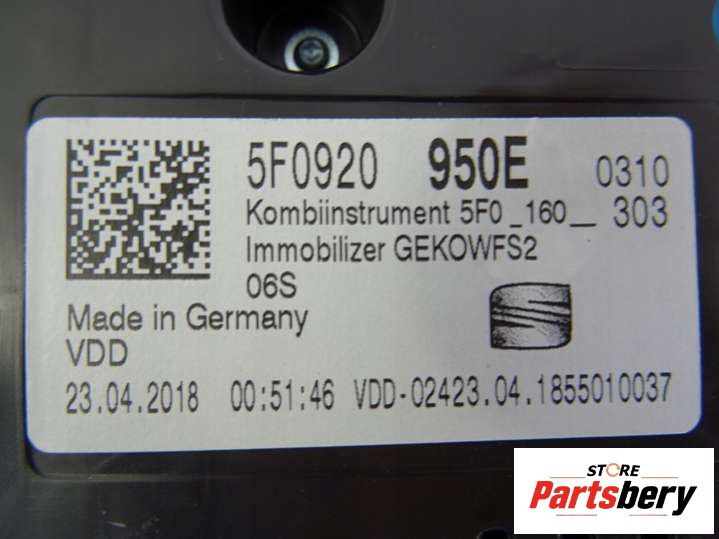 5F0920 950E 0310
Kombiinstrument 5F0 _160__ 303
Immobilizer GEKOWFS2
06S
Made in Germany
VDD
23.04.2018 00:51:46 VDD-02423.04.1855010037
STORE
Partsbery